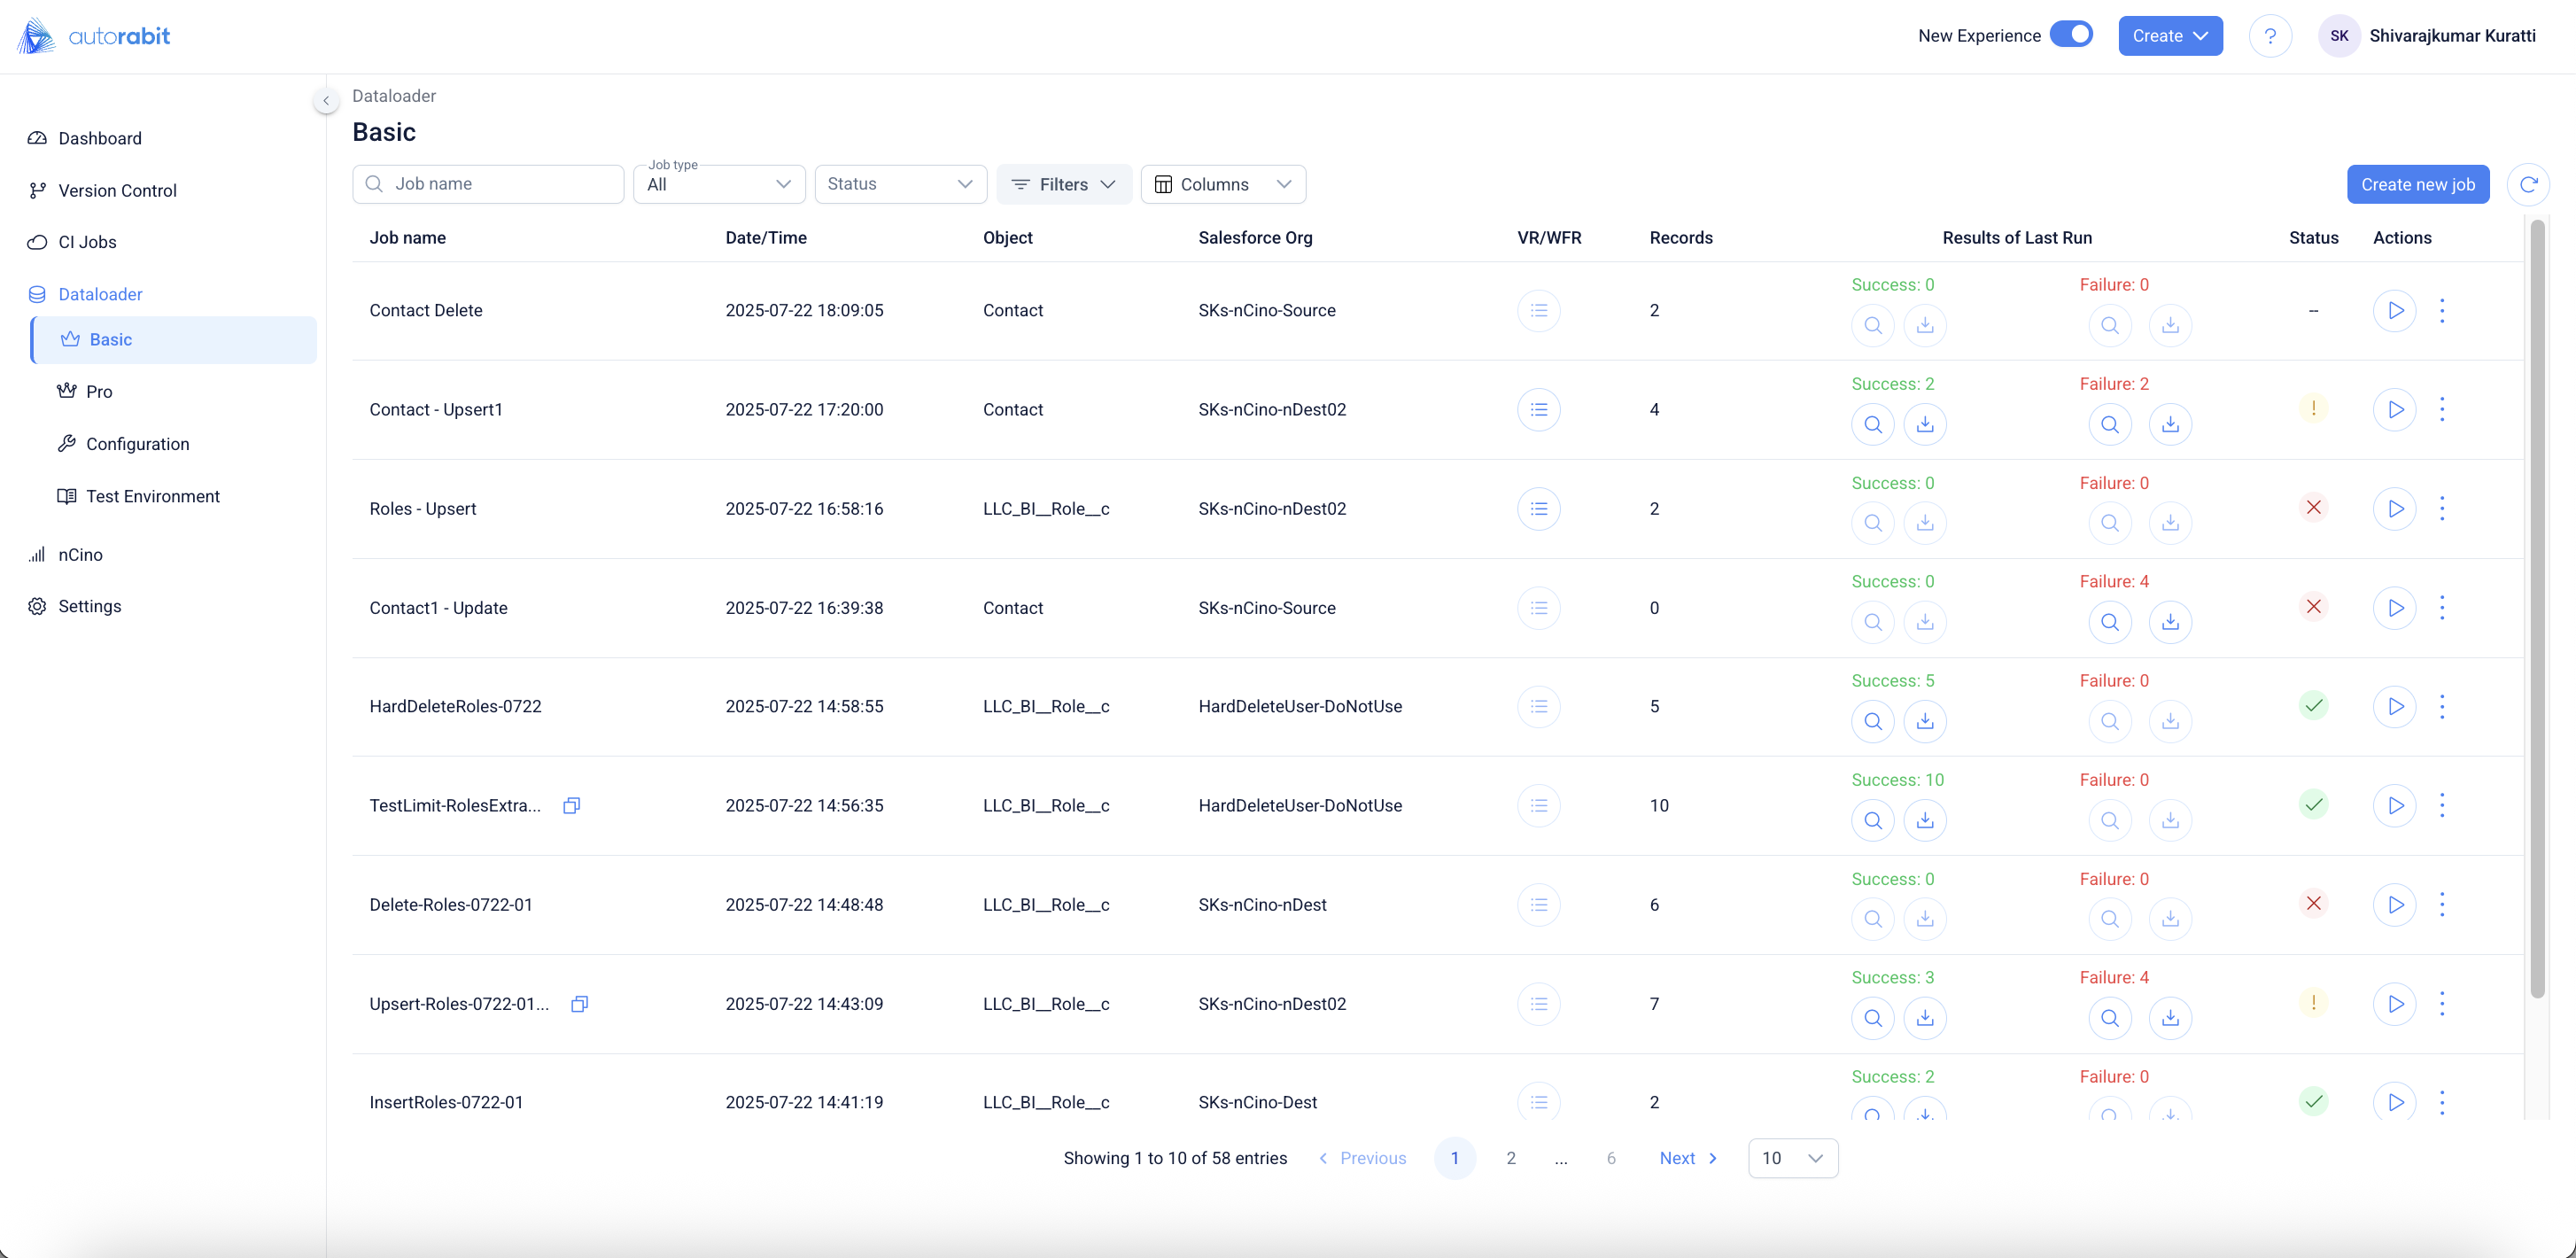 autorabit
New Experience
Create
?
SK
Shivarajkumar Kuratti
Dashboard
Version Control
CI Jobs
Dataloader
Basic
Pro
Configuration
Test Environment
nCino
Settings
Dataloader
Basic
Job name
Job type
All
Status
Filters
Columns
Create new job
Job name Date/Time Object Salesforce Org VR/WFR Records Results of Last Run Status Actions
Success: 0 Failure: 0
Contact Delete 2025-07-22 18:09:05 Contact SKs-nCino-Source 2 --
Success: 2 Failure: 2
Contact - Upsert1 2025-07-22 17:20:00 Contact SKs-nCino-nDest02 4 !
Success: 0 Failure: 0
Roles - Upsert 2025-07-22 16:58:16 LLC_BI__Role__c SKs-nCino-nDest02 2
Success: 0 Failure: 4
Contact1 - Update 2025-07-22 16:39:38 Contact SKs-nCino-Source 0
Success: 5 Failure: 0
HardDeleteRoles-0722 2025-07-22 14:58:55 LLC_BI__Role__c HardDeleteUser-DoNotUse 5
Success: 10 Failure: 0
TestLimit-RolesExtra... 2025-07-22 14:56:35 LLC_BI__Role__c HardDeleteUser-DoNotUse 10
Success: 0 Failure: 0
Delete-Roles-0722-01 2025-07-22 14:48:48 LLC_BI__Role__c SKs-nCino-nDest 6
Success: 3 Failure: 4
Upsert-Roles-0722-01... 2025-07-22 14:43:09 LLC_BI__Role__c SKs-nCino-nDest02 7 !
Success: 2 Failure: 0
InsertRoles-0722-01 2025-07-22 14:41:19 LLC_BI__Role__c SKs-nCino-Dest 2
Showing 1 to 10 of 58 entries Previous 1 2 ... 6 Next 10